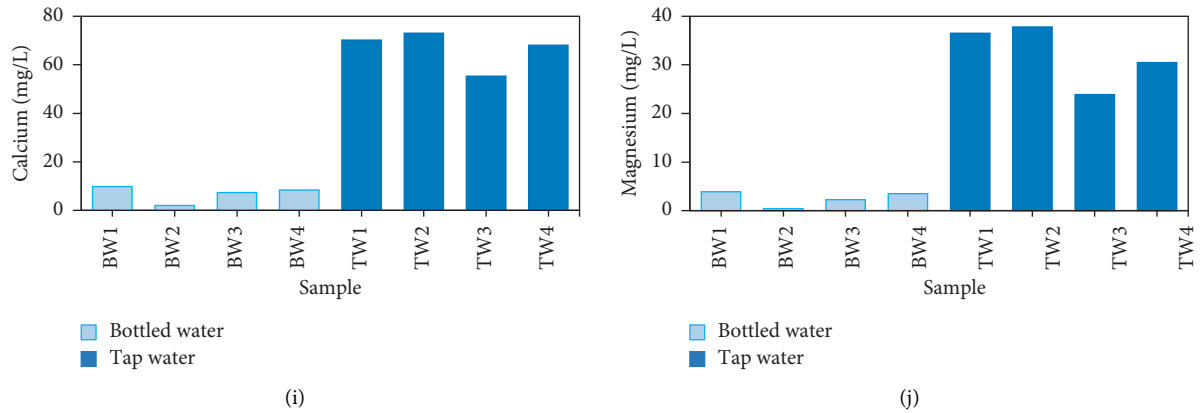 Calcium (mg/L)
80
60
40
20
0
BW1
BW2
BW3
BW4
TW1
TW2
TW3
TW4
Sample
Bottled water
Tap water
(i)
Magnesium (mg/L)
40
30
20
10
0
BW1
BW2
BW3
BW4
TW1
TW2
TW3
TW4
Sample
Bottled water
Tap water
(j)